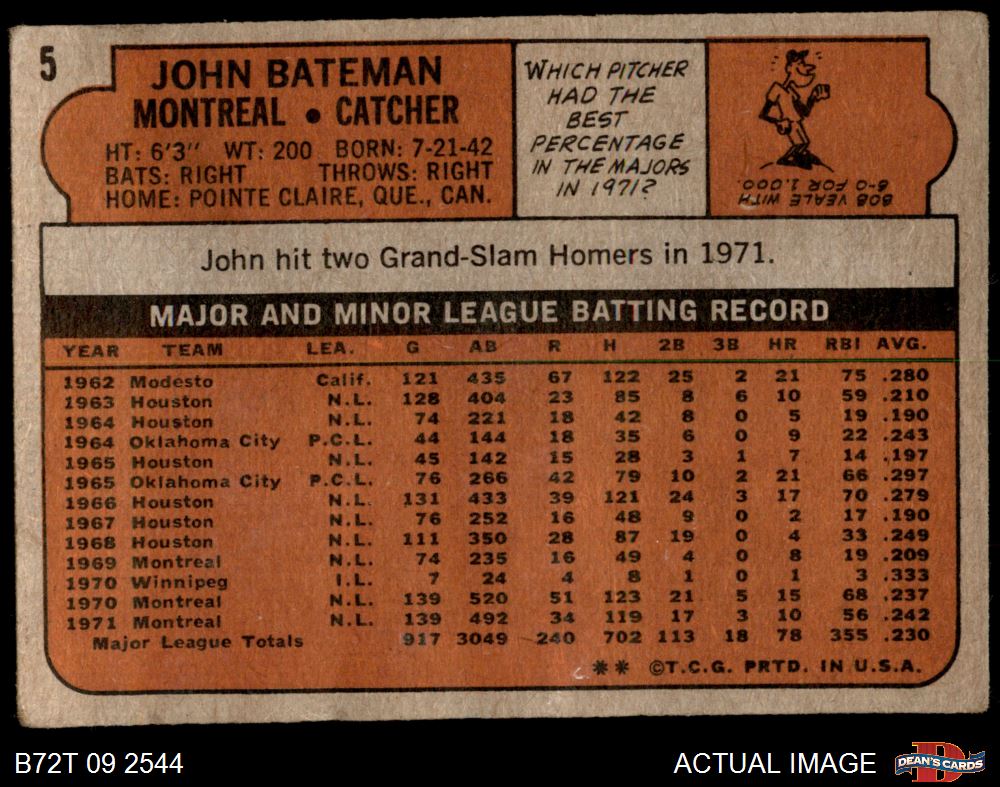 5
JOHN BATEMAN
MONTREAL • CATCHER
HT: 6'3" WT: 200 BORN: 7-21-42
BATS: RIGHT THROWS: RIGHT
HOME: POINTE CLAIRE, QUE., CAN.
WHICH PITCHER
HAD THE
BEST
PERCENTAGE
IN THE MAJORS
IN 1971?
BOB VEALE WITH
6-0 FOR 1.000.
John hit two Grand-Slam Homers in 1971.
MAJOR AND MINOR LEAGUE BATTING RECORD
YEAR TEAM LEA. G AB R H 2B 3B HR RBI AVG.
1962 Modesto Calif. 121 435 67 122 25 2 21 75 .280
1963 Houston N.L. 128 404 23 85 8 6 10 59 .210
1964 Houston N.L. 74 221 18 42 8 0 5 19 .190
1964 Oklahoma City P.C.L. 44 144 18 35 6 0 9 22 .243
1965 Houston N.L. 45 142 15 28 3 1 7 14 .197
1965 Oklahoma City P.C.L. 76 266 42 79 10 2 21 66 .297
1966 Houston N.L. 131 433 39 121 24 3 17 70 .279
1967 Houston N.L. 76 252 16 48 9 0 2 17 .190
1968 Houston N.L. 111 350 28 87 19 0 4 33 .249
1969 Montreal N.L. 74 235 16 49 4 0 8 19 .209
1970 Winnipeg I.L. 7 24 4 8 1 0 1 3 .333
1970 Montreal N.L. 139 520 51 123 21 5 15 68 .237
1971 Montreal N.L. 139 492 34 119 17 3 10 56 .242
Major League Totals 917 3049 240 702 113 18 78 355 .230
** ©T.C.G. PRTD. IN U.S.A.
B72T 09 2544
ACTUAL IMAGE
D
DEAN'S CARDS